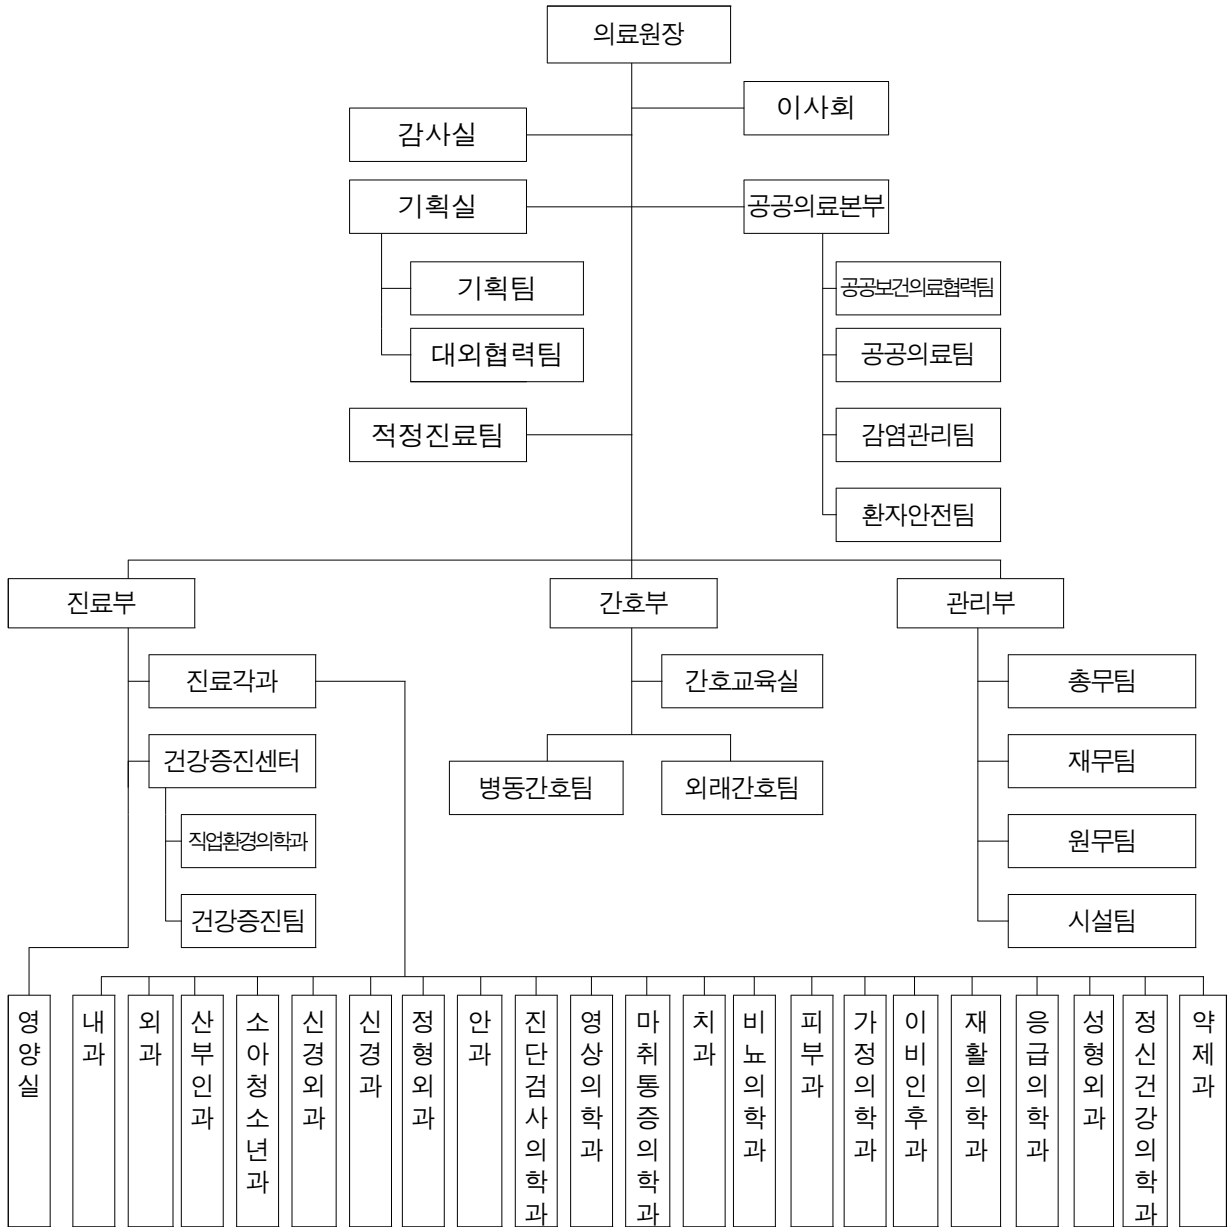 의료원장
이사회
감사실
기획실
공공의료본부
기획팀
공공보건의료협력팀
대외협력팀
공공의료팀
적정진료팀
감염관리팀
환자안전팀
진료부
간호부
관리부
진료각과
간호교육실
총무팀
건강증진센터
병동간호팀
외래간호팀
재무팀
직업환경의학과
원무팀
건강증진팀
시설팀
영양실
내과
외과
산부인과
소아청소년과
신경외과
신경과
정형외과
안과
진단검사의학과
영상의학과
마취통증의학과
치과
비뇨의학과
피부과
가정의학과
이비인후과
재활의학과
응급의학과
성형외과
정신건강의학과
약제과